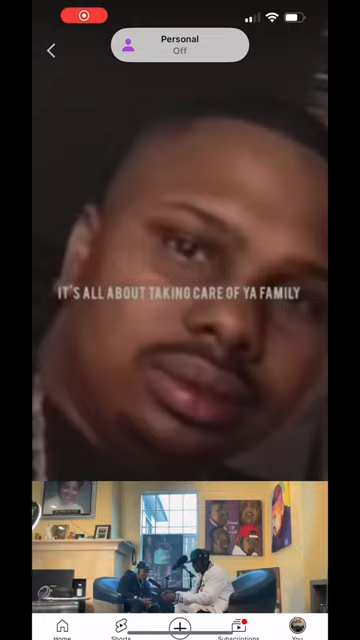 Personal
Off
IT'S ALL ABOUT TAKING CARE OF YA FAMILY
Home
Shorts
Subscriptions
You